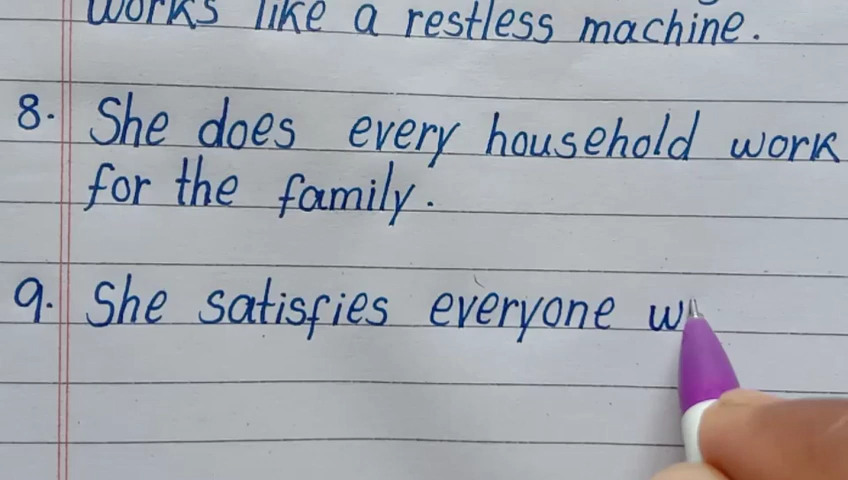 works like a restless machine.
8. She does every household work
for the family.
9. She satisfies everyone w